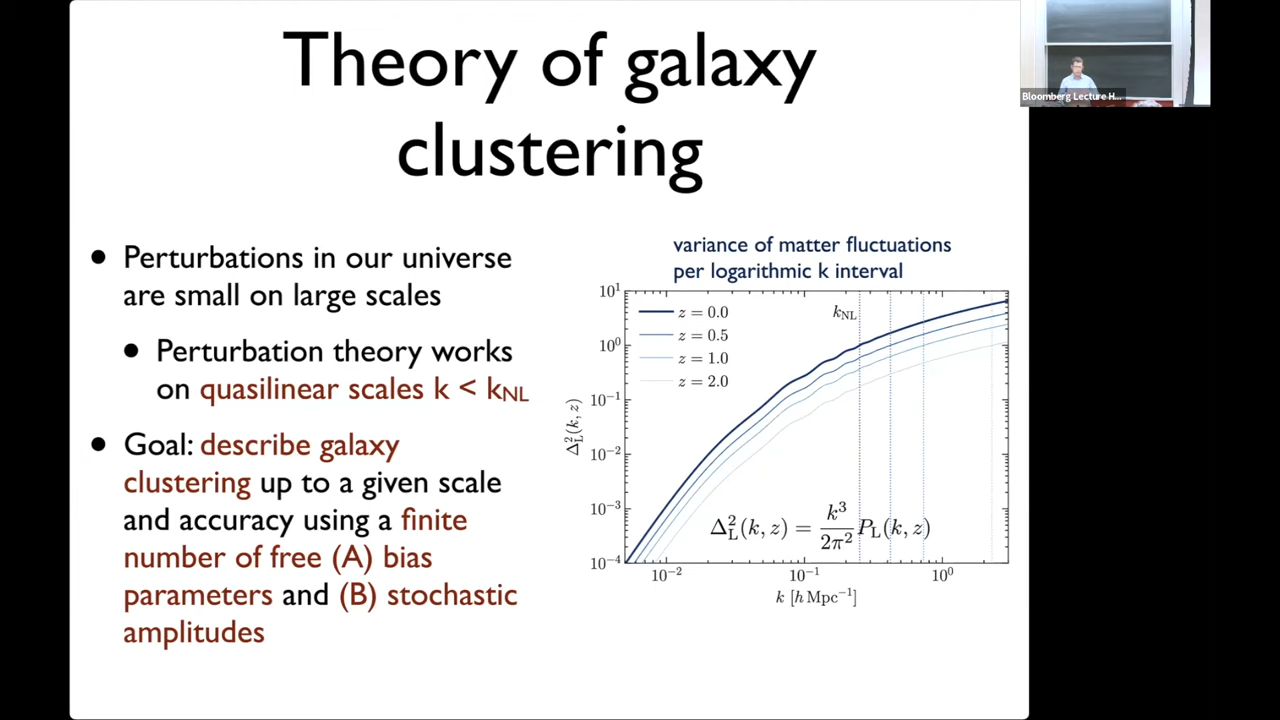 Theory of galaxy
clustering
Bloomberg Lecture H...
• Perturbations in our universe
are small on large scales
• Perturbation theory works
on quasilinear scales k < kNL
• Goal: describe galaxy
clustering up to a given scale
and accuracy using a finite
number of free (A) bias
parameters and (B) stochastic
amplitudes
variance of matter fluctuations
per logarithmic k interval
10¹
10⁰
10⁻¹
10⁻²
10⁻³
10⁻⁴
Δ²L(k, z)
z = 0.0
z = 0.5
z = 1.0
z = 2.0
kNL
Δ²L(k, z) = k³/2π² PL(k, z)
10⁻² 10⁻¹ 10⁰
k [h Mpc⁻¹]